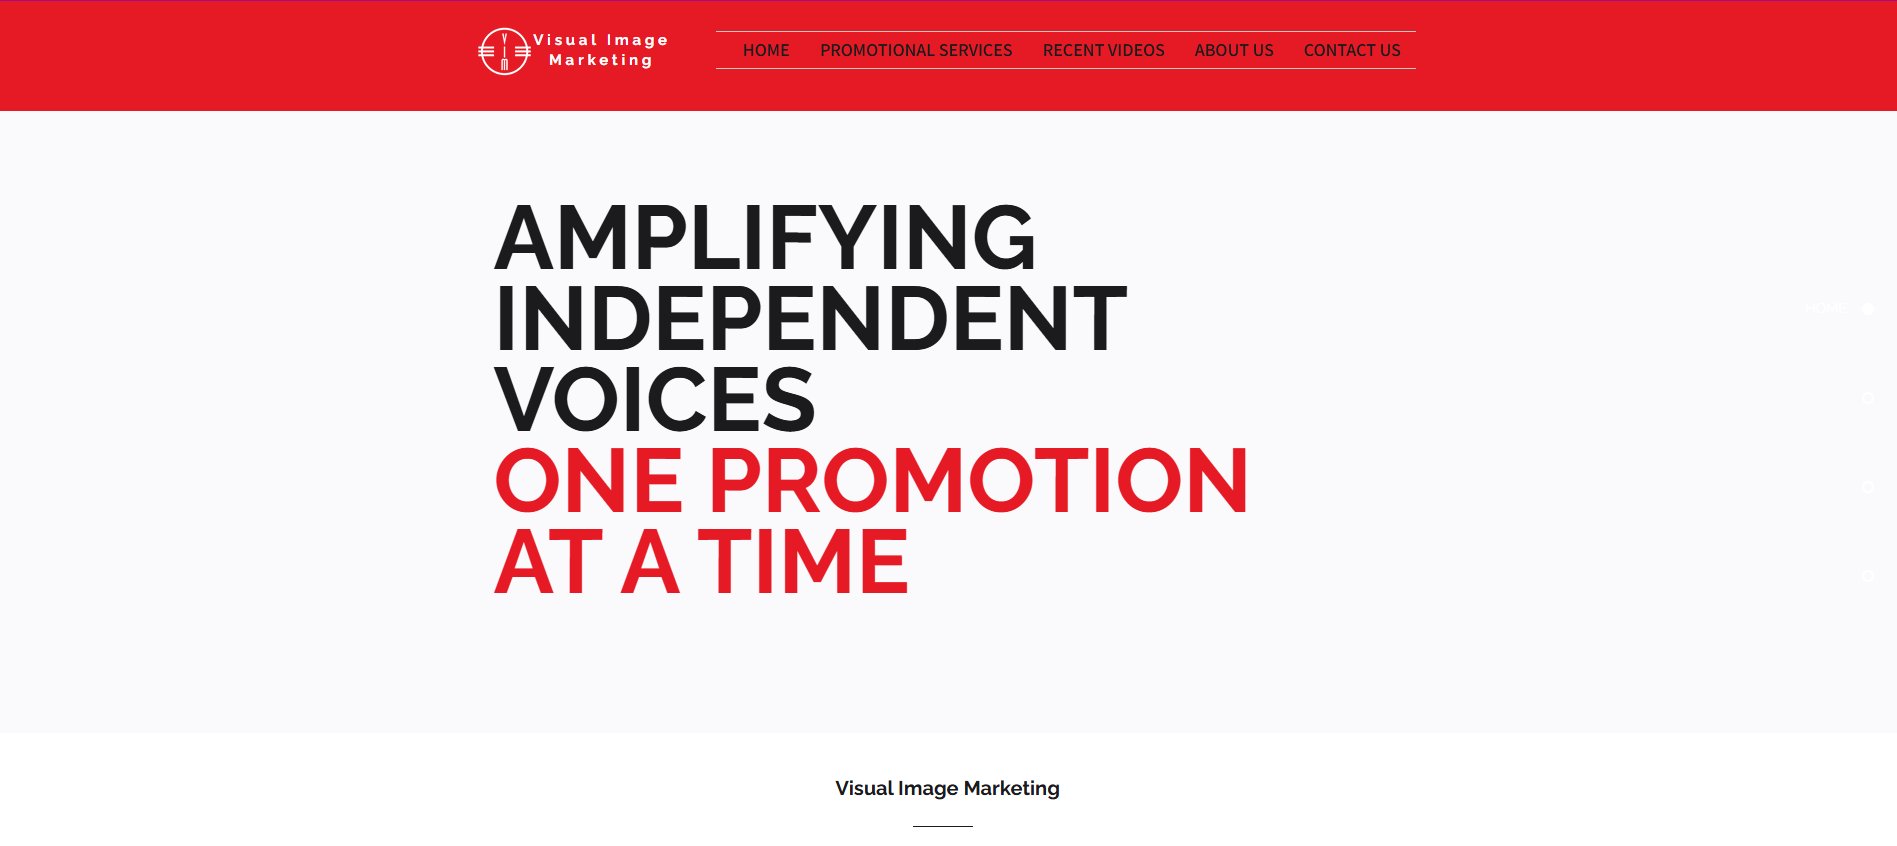 Visual Image
Marketing
HOME PROMOTIONAL SERVICES RECENT VIDEOS ABOUT US CONTACT US
AMPLIFYING
INDEPENDENT
VOICES
ONE PROMOTION
AT A TIME
HOME
Visual Image Marketing